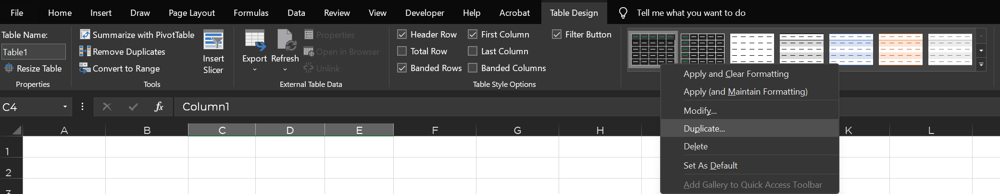 File Home Insert Draw Page Layout Formulas Data Review View Developer Help Acrobat Table Design Tell me what you want to do
Table Name:
Table1
Resize Table
Properties
Summarize with PivotTable
Remove Duplicates
Convert to Range
Tools
Insert
Slicer
Export
Refresh
Properties
Open in Browser
Unlink
External Table Data
Header Row
Total Row
Banded Rows
First Column
Last Column
Banded Columns
Filter Button
Table Style Options
Apply and Clear Formatting
Apply (and Maintain Formatting)
Modify...
Duplicate...
Delete
Set As Default
Add Gallery to Quick Access Toolbar
C4 fx Column1
A B C D E F G H K L
1
2
3